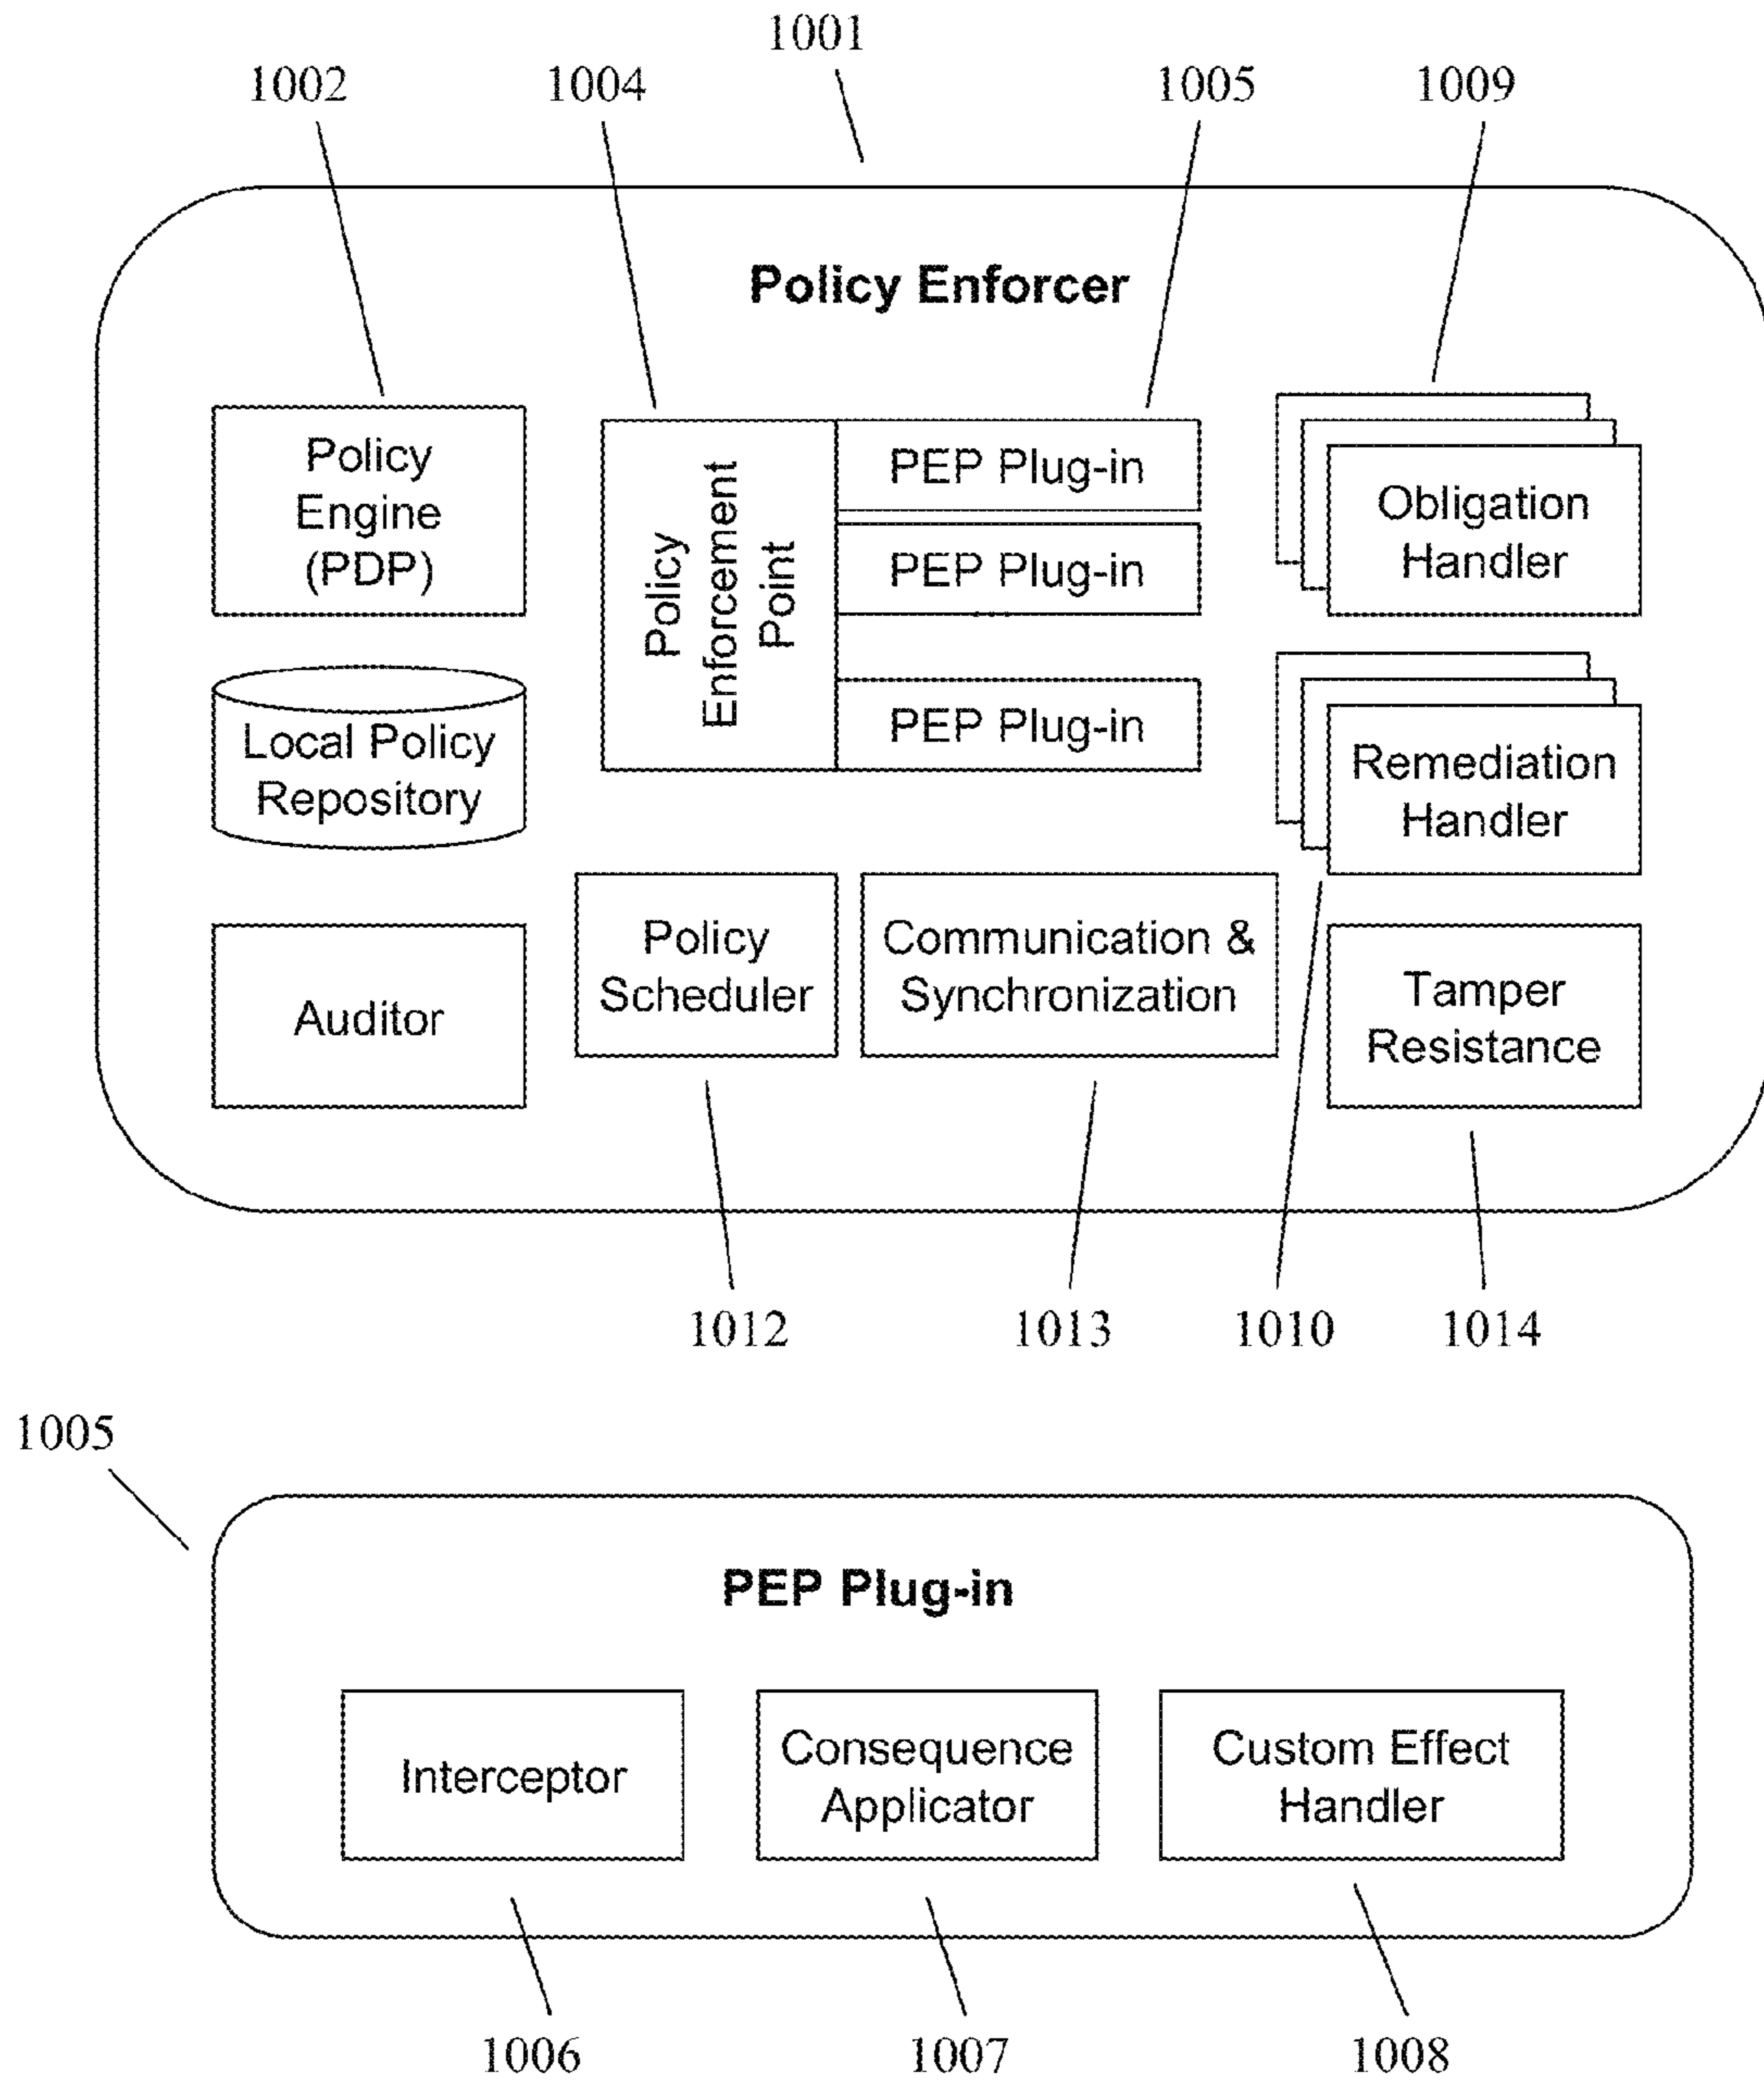 1001
1002
1004
1005
1009
Policy Enforcer
Policy
Engine
(PDP)
Policy
Enforcement
Point
PEP Plug-in
PEP Plug-in
PEP Plug-in
Obligation
Handler
Local Policy
Repository
Remediation
Handler
Auditor
Policy
Scheduler
Communication &
Synchronization
Tamper
Resistance
1012
1013
1010
1014
1005
PEP Plug-in
Interceptor
Consequence
Applicator
Custom Effect
Handler
1006
1007
1008